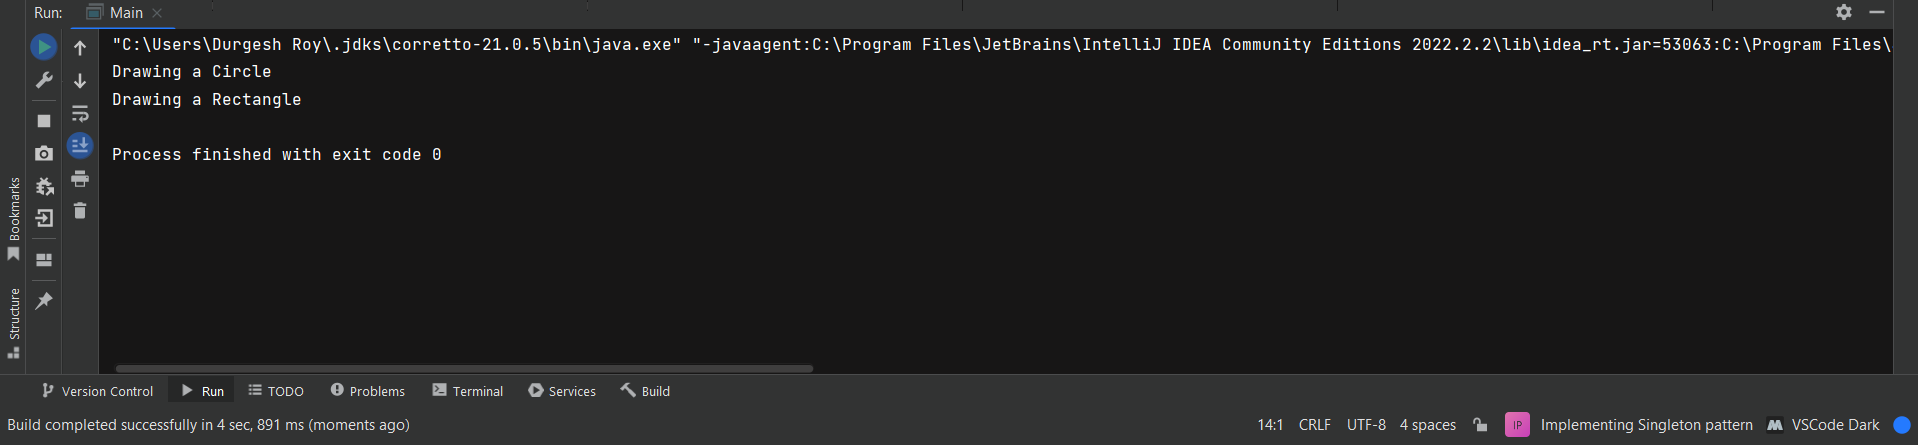 Run: Main
"C:\Users\Durgesh Roy\.jdks\corretto-21.0.5\bin\java.exe" "-javaagent:C:\Program Files\JetBrains\IntelliJ IDEA Community Editions 2022.2.2\lib\idea_rt.jar=53063:C:\Program Files\
Drawing a Circle
Drawing a Rectangle
Process finished with exit code 0
Bookmarks
Structure
Version Control Run TODO Problems Terminal Services Build
Build completed successfully in 4 sec, 891 ms (moments ago) 14:1 CRLF UTF-8 4 spaces IP Implementing Singleton pattern VSCode Dark